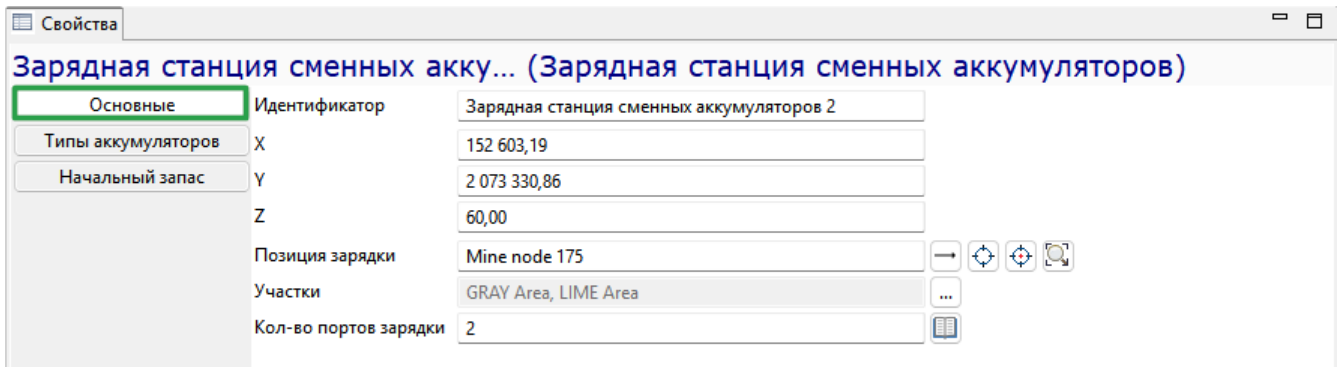 Свойства
Зарядная станция сменных акку... (Зарядная станция сменных аккумуляторов)
Основные Идентификатор Зарядная станция сменных аккумуляторов 2
Типы аккумуляторов X 152 603,19
Начальный запас Y 2 073 330,86
Z 60,00
Позиция зарядки Mine node 175
Участки GRAY Area, LIME Area ...
Кол-во портов зарядки 2